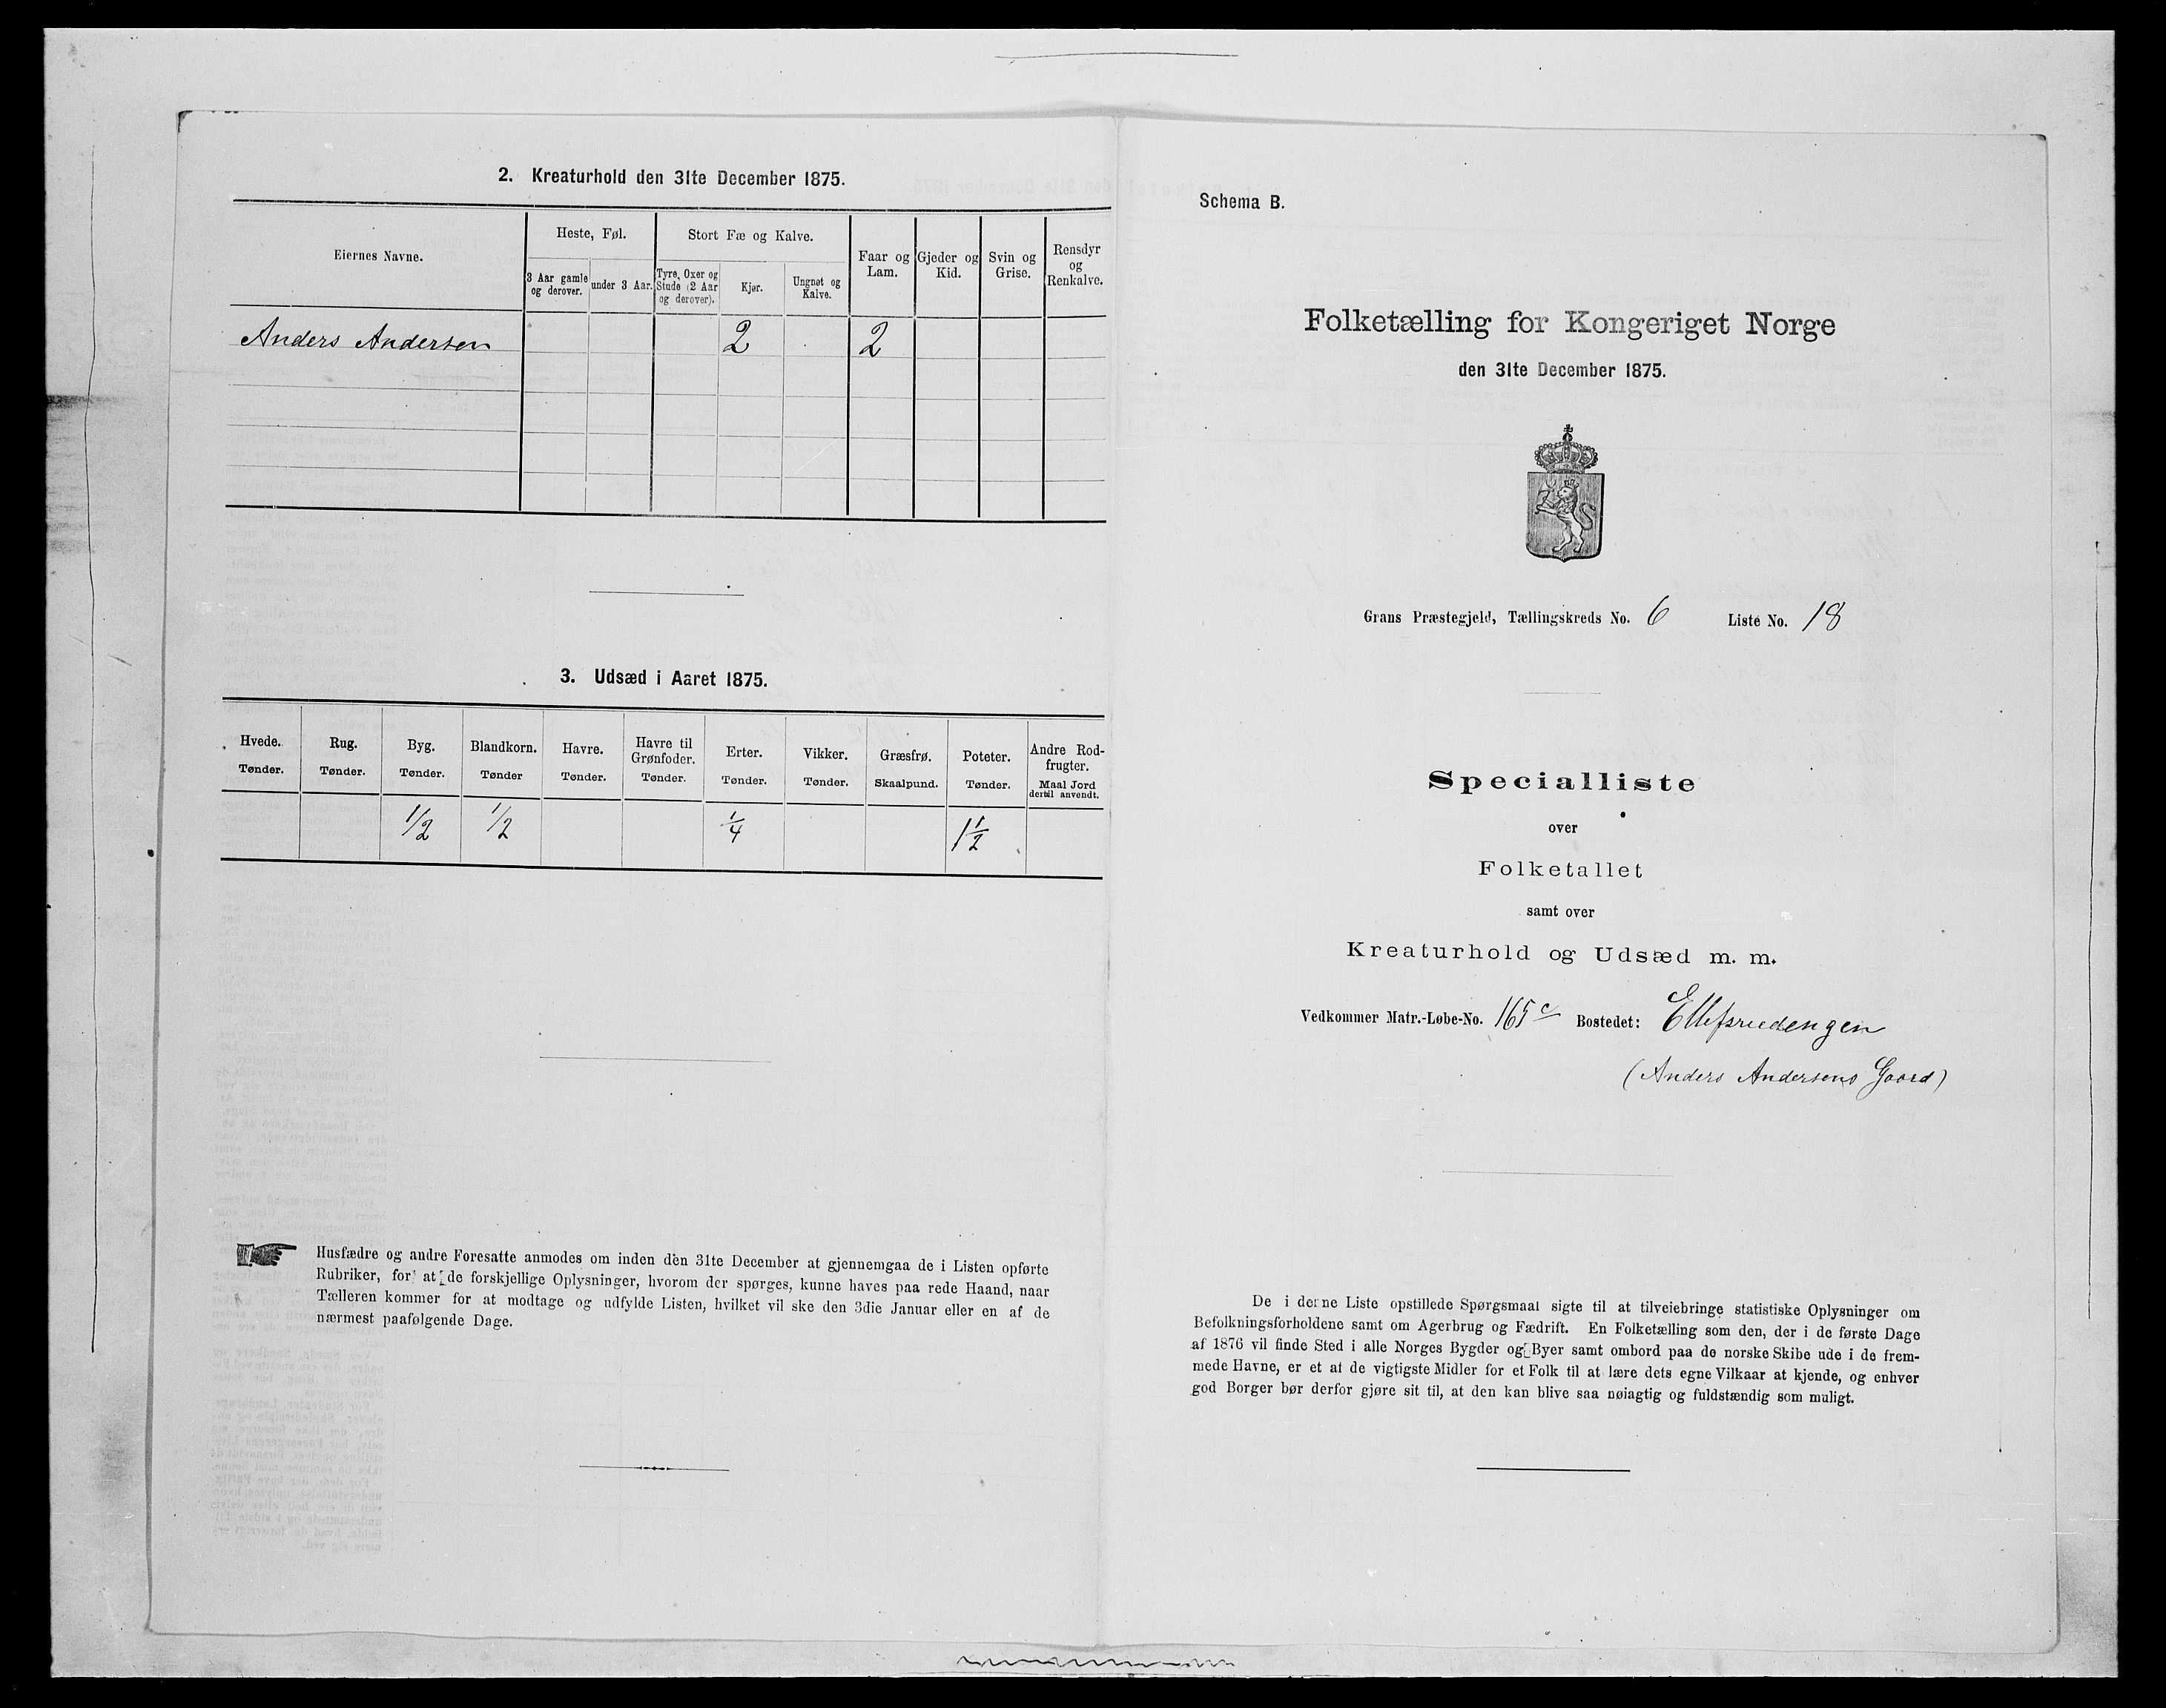 2. Kreaturhold den 31te December 1875.
Eiernes Navne.
Heste, Føl.
Stort Fæ og Kalve.
Faar og Lam.
Gjeder og Kid.
Svin og Grise.
Rensdyr og Renkalve.
3 Aar gamle og derover.
under 3 Aar.
Tyre, Oxer og Stude (2 Aar og derover).
Kjør.
Ungnøt og Kalve.
Anders Andersen 2 2
3. Udsæd i Aaret 1875.
Hvede. Rug. Byg. Blandkorn. Havre. Havre til Grønfoder. Erter. Vikker. Græsfrø. Poteter. Andre Rodfrugter.
Tønder. Tønder. Tønder. Tønder Tønder. Tønder. Tønder. Tønder. Skaalpund. Tønder. Maal Jord dertil anvendt.
1/2 1/2 1/4 1 1/2
Husfædre og andre Foresatte anmodes om inden den 31te December at gjennemgaa de i Listen opførte
Rubriker, for at de forskjellige Oplysninger, hvorom der spørges, kunne haves paa rede Haand, naar
Tælleren kommer for at modtage og udfylde Listen, hvilket vil ske den 3die Januar eller en af de
nærmest paafølgende Dage.
Schema B.
Folketælling for Kongeriget Norge
den 31te December 1875.
Grans Præstegjeld, Tællingskreds No. 6 Liste No. 18
Specialliste
over
Folketallet
samt over
Kreaturhold og Udsæd m. m.
Vedkommer Matr.-Løbe-No. 165c Bostedet: Ellefsrudengen
(Anders Andersens Gaard)
De i denne Liste opstillede Spørgsmaal sigte til at tilveiebringe statistiske Oplysninger om
Befolkningsforholdene samt om Agerbrug og Fædrift. En Folketælling som den, der i de første Dage
af 1876 vil finde Sted i alle Norges Bygder og Byer samt ombord paa de norske Skibe ude i de frem-
mede Havne, er et af de vigtigste Midler for et Folk til at lære dets egne Vilkaar at kjende, og enhver
god Borger bør derfor gjøre sit til, at den kan blive saa nøiagtig og fuldstændig som muligt.